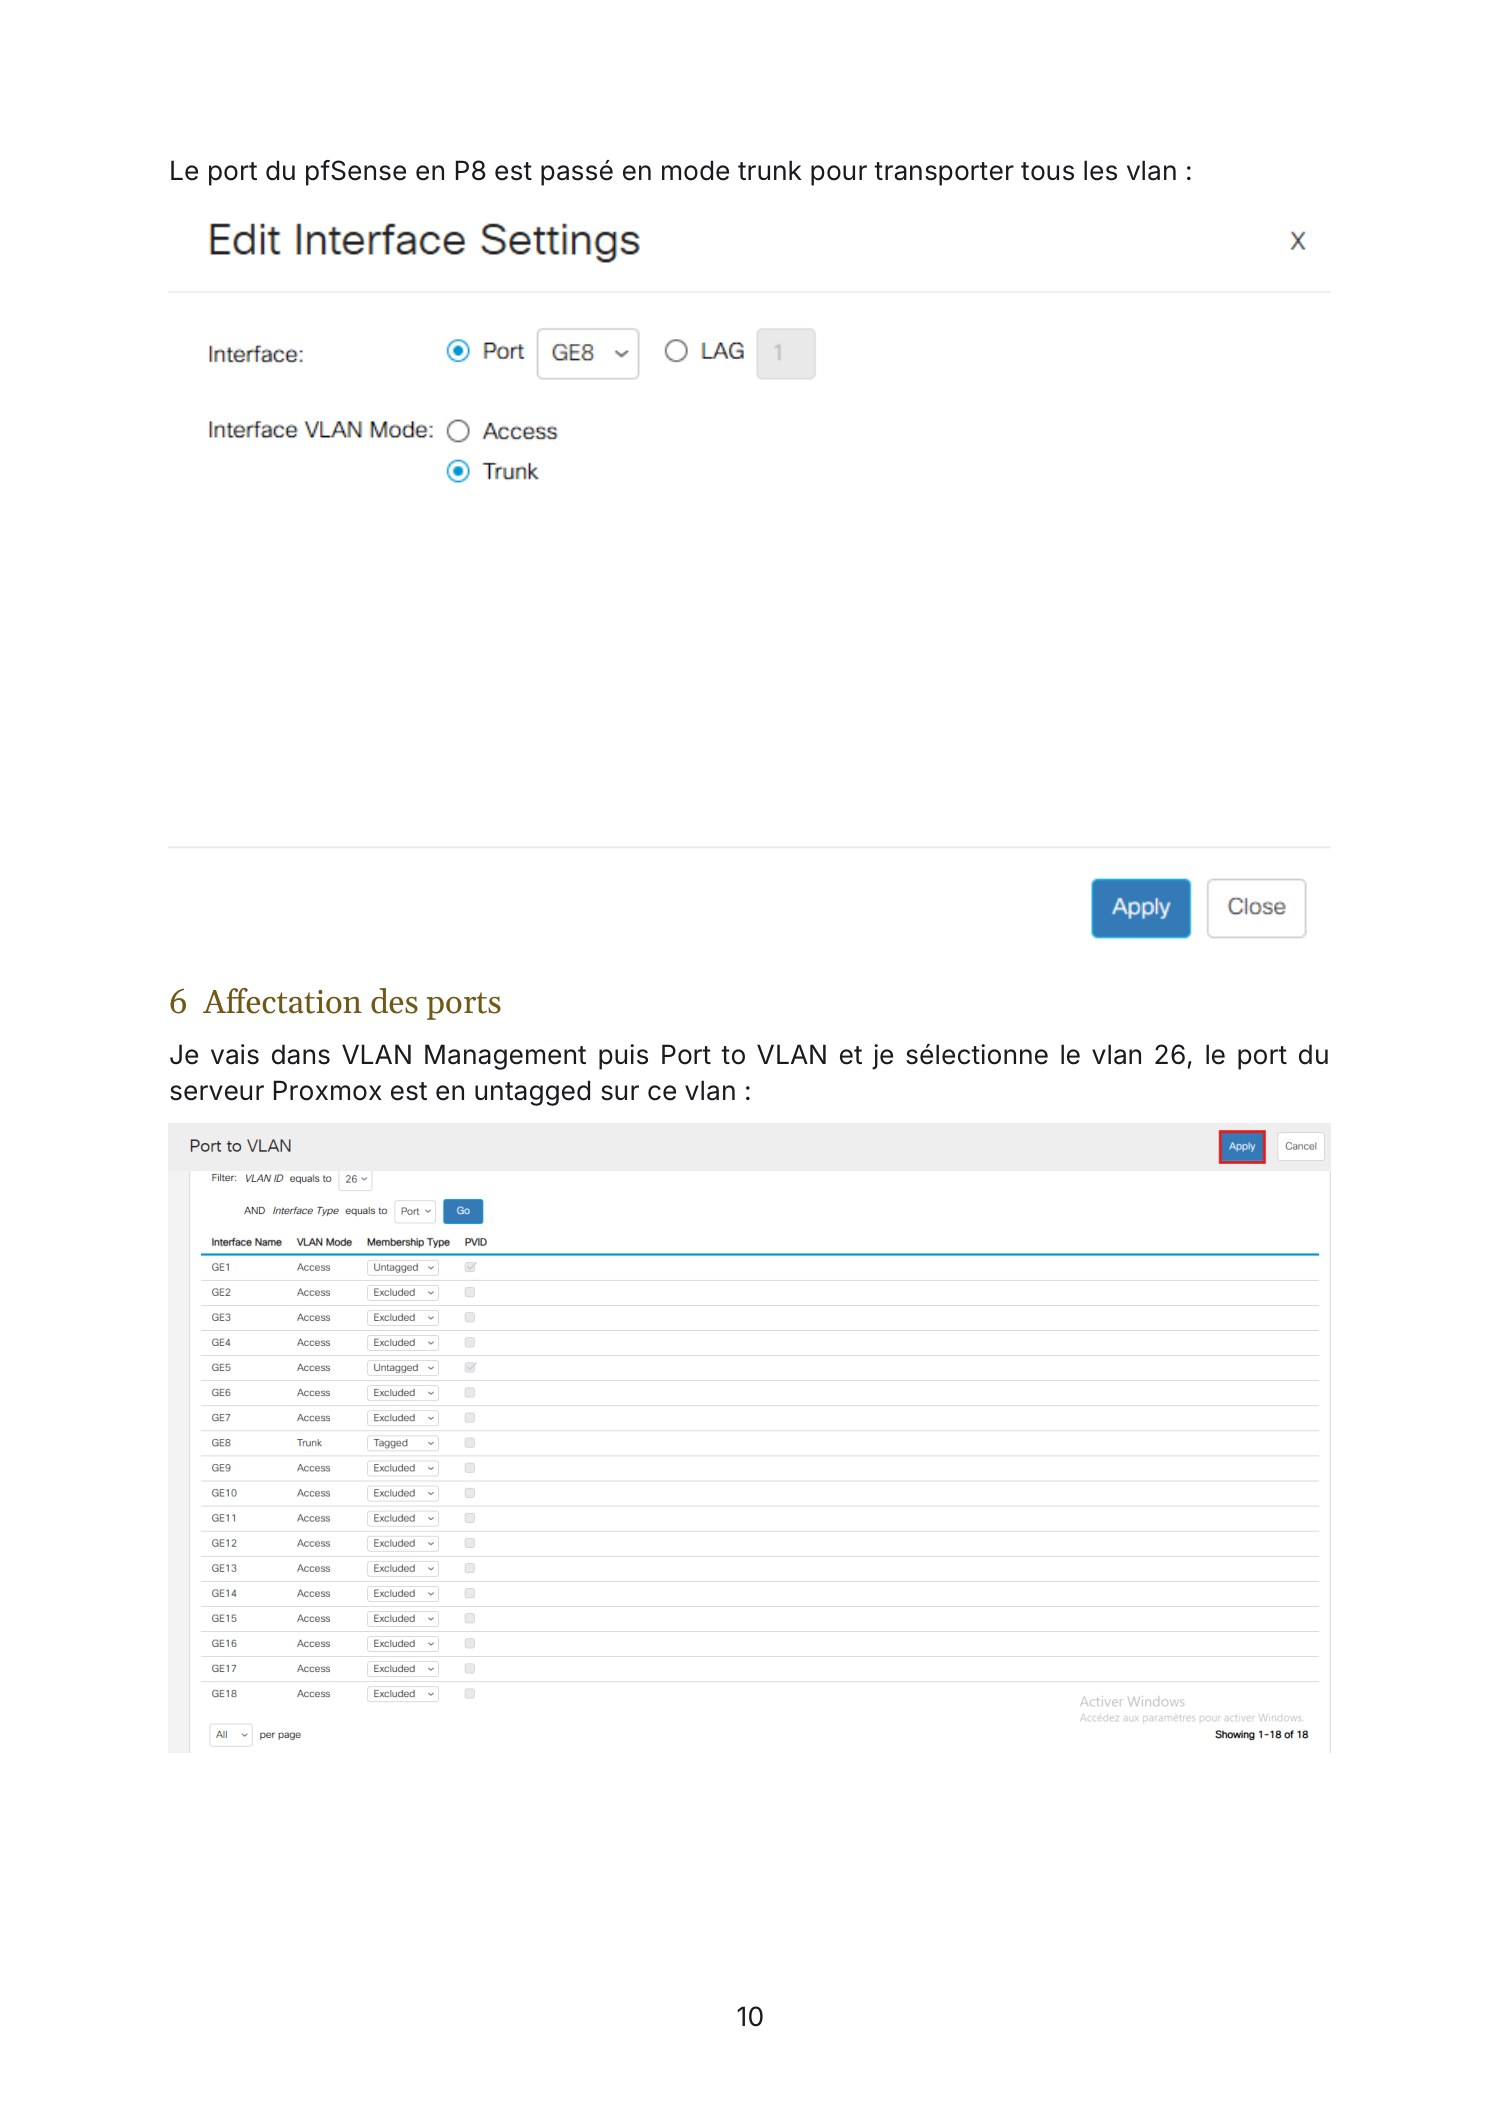 Le port du pfSense en P8 est passé en mode trunk pour transporter tous les vlan :
Edit Interface Settings X
Interface: Port GE8 LAG 1
Interface VLAN Mode: Access
Trunk
Apply Close
6 Affectation des ports
Je vais dans VLAN Management puis Port to VLAN et je sélectionne le vlan 26, le port du
serveur Proxmox est en untagged sur ce vlan :
Port to VLAN Apply Cancel
Filter: VLAN ID equals to 26
AND Interface Type equals to Port Go
Interface Name VLAN Mode Membership Type PVID
GE1 Access Untagged
GE2 Access Excluded
GE3 Access Excluded
GE4 Access Excluded
GE5 Access Untagged
GE6 Access Excluded
GE7 Access Excluded
GE8 Trunk Tagged
GE9 Access Excluded
GE10 Access Excluded
GE11 Access Excluded
GE12 Access Excluded
GE13 Access Excluded
GE14 Access Excluded
GE15 Access Excluded
GE16 Access Excluded
GE17 Access Excluded
GE18 Access Excluded
Activer Windows
Accédez aux paramètres pour activer Windows.
All per page Showing 1-18 of 18
10